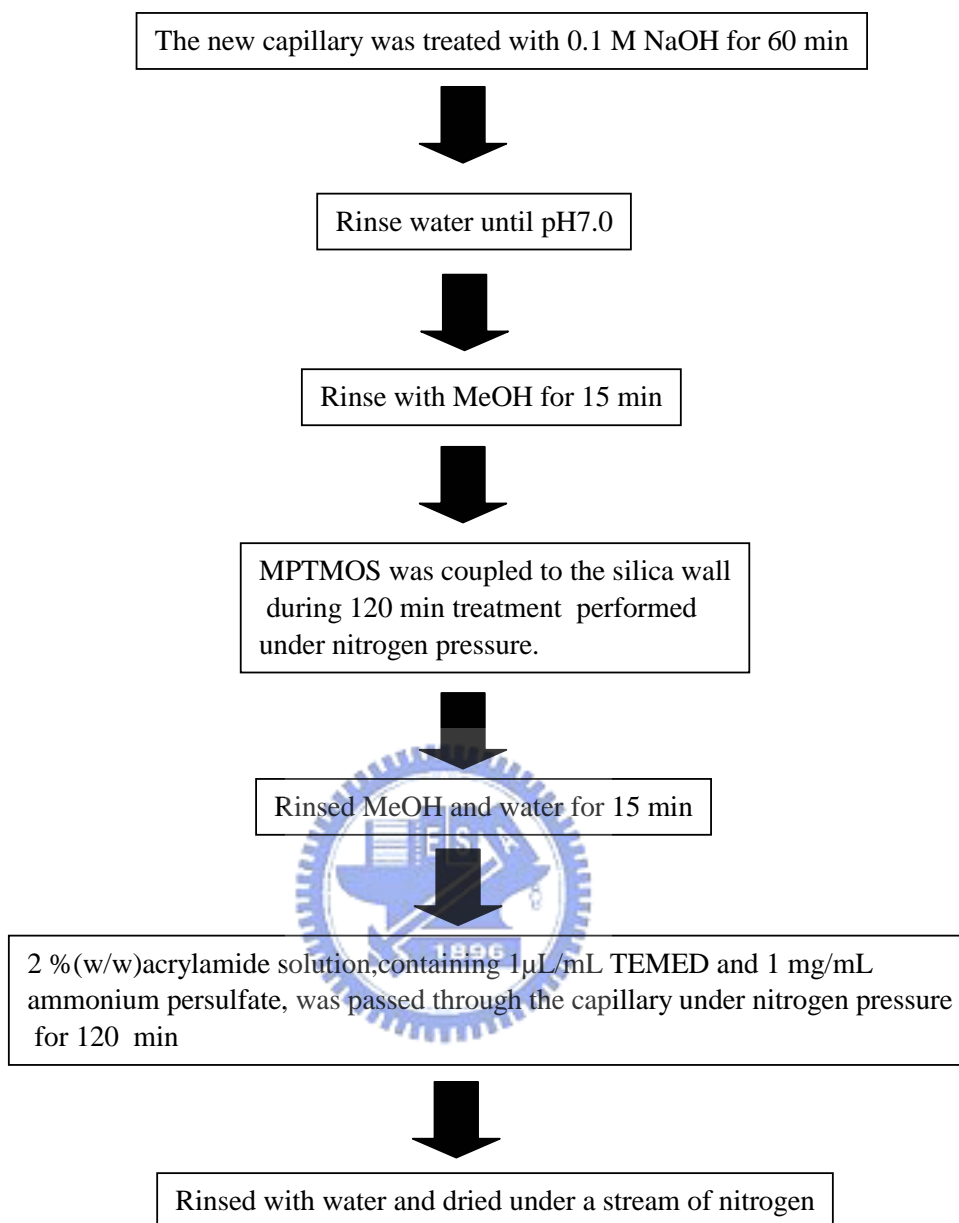 The new capillary was treated with 0.1 M NaOH for 60 min
Rinse water until pH7.0
Rinse with MeOH for 15 min
MPTMOS was coupled to the silica wall
during 120 min treatment performed
under nitrogen pressure.
Rinsed MeOH and water for 15 min
ES
2 %(w/w)acrylamide solution,containing 1μL/mL TEMED and 1 mg/mL
1896
ammonium persulfate, was passed through the capillary under nitrogen pressure
for 120 min
Rinsed with water and dried under a stream of nitrogen